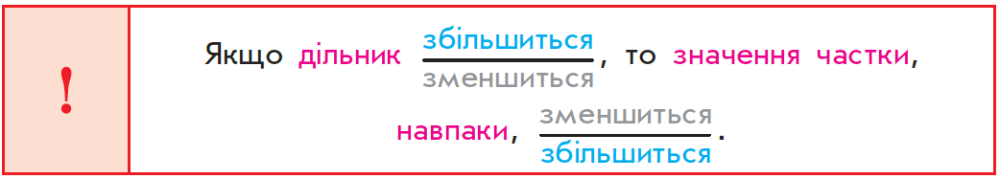 !
Якщо дільник збільшиться/зменшиться, то значення частки,
навпаки, зменшиться/збільшиться.